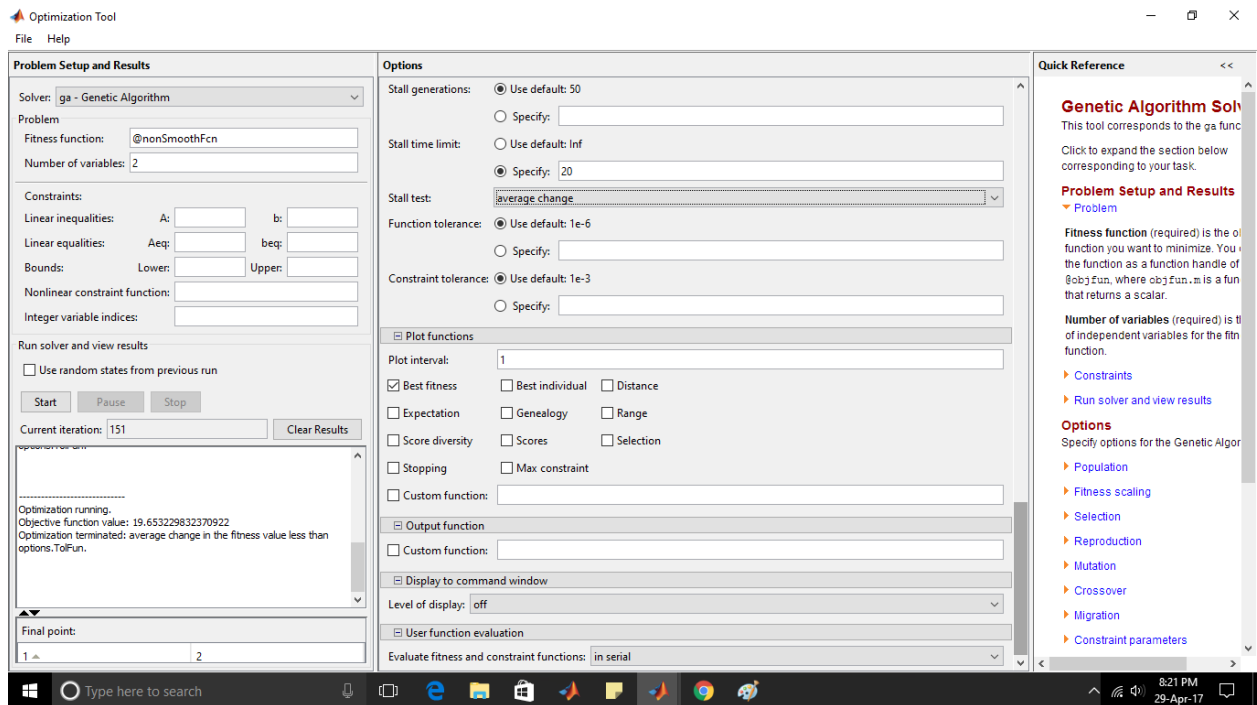 Optimization Tool
File Help
Problem Setup and Results
Solver: ga - Genetic Algorithm
Problem
Fitness function: @nonSmoothFcn
Number of variables: 2
Constraints:
Linear inequalities: A: b:
Linear equalities: Aeq: beq:
Bounds: Lower: Upper:
Nonlinear constraint function:
Integer variable indices:
Run solver and view results
Use random states from previous run
Start Pause Stop
Current iteration: 151 Clear Results
options.TolFun.
------------------------------
Optimization running.
Objective function value: 19.653229832370922
Optimization terminated: average change in the fitness value less than
options.TolFun.
Final point:
1 2
Options
Stall generations: Use default: 50
Specify:
Stall time limit: Use default: Inf
Specify: 20
Stall test: average change
Function tolerance: Use default: 1e-6
Specify:
Constraint tolerance: Use default: 1e-3
Specify:
Plot functions
Plot interval: 1
Best fitness Best individual Distance
Expectation Genealogy Range
Score diversity Scores Selection
Stopping Max constraint
Custom function:
Output function
Custom function:
Display to command window
Level of display: off
User function evaluation
Evaluate fitness and constraint functions: in serial
Quick Reference <<
Genetic Algorithm Solv
This tool corresponds to the ga func
Click to expand the section below
corresponding to your task.
Problem Setup and Results
Problem
Fitness function (required) is the ol
function you want to minimize. You
the function as a function handle of
@objfun, where objfun.m is a fun
that returns a scalar.
Number of variables (required) is tl
of independent variables for the fitn
function.
Constraints
Run solver and view results
Options
Specify options for the Genetic Algor
Population
Fitness scaling
Selection
Reproduction
Mutation
Crossover
Migration
Constraint parameters
Type here to search
8:21 PM
29-Apr-17